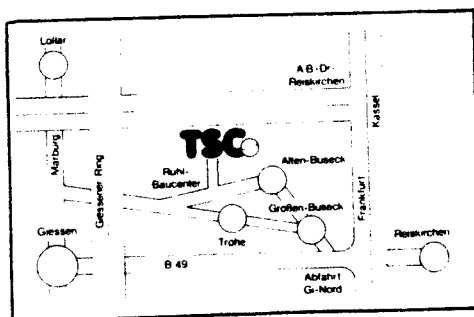 Lollar
A B - Dr-
Reiskirchen
Kassel
Marburg
Giessener Ring
TSC
Ruhl-
Baucenter
Alten-Buseck
Großen-Buseck
Frankfurt
Giessen
Trohe
Reiskirchen
B 49
Abfahrt
Gi-Nord